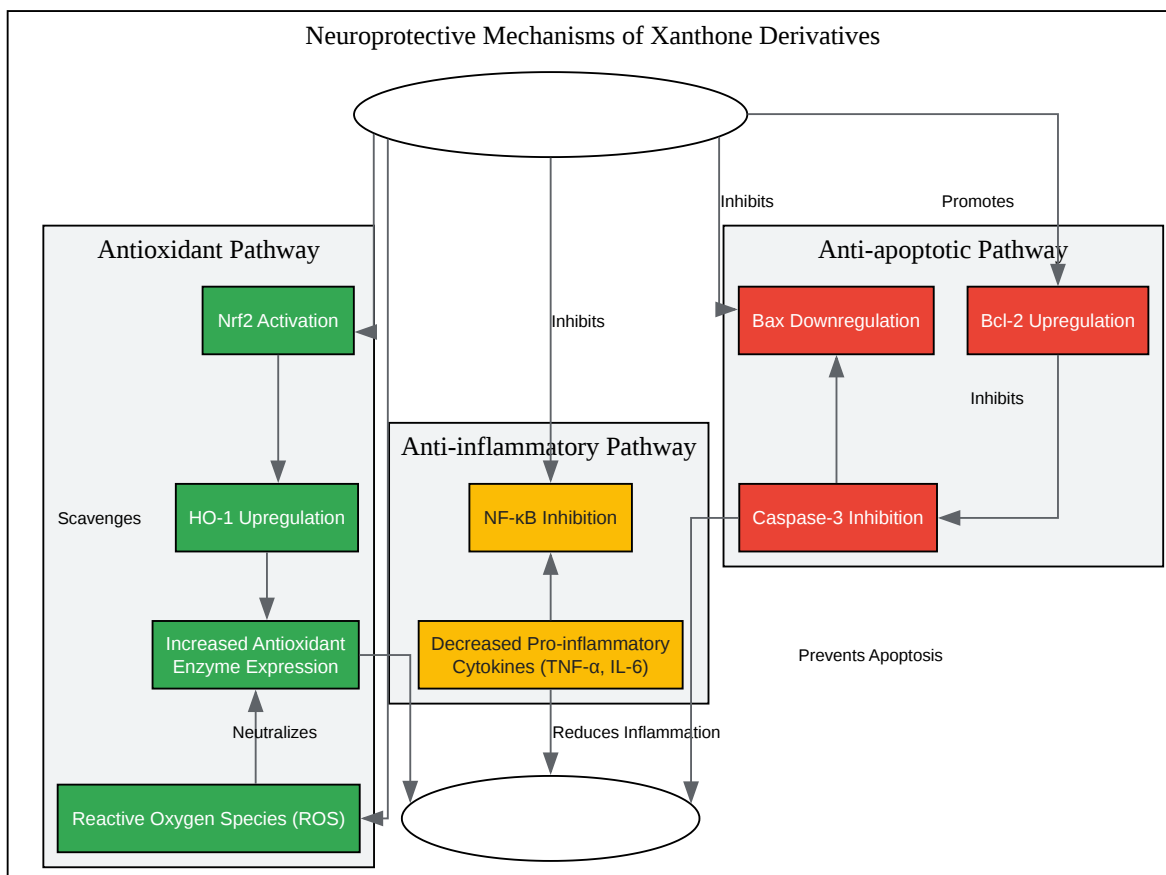 Neuroprotective Mechanisms of Xanthone Derivatives
Inhibits
Promotes
Antioxidant Pathway
Anti-apoptotic Pathway
Nrf2 Activation
Inhibits
Bax Downregulation
Bcl-2 Upregulation
Inhibits
Anti-inflammatory Pathway
Scavenges
HO-1 Upregulation
NF-κB Inhibition
Caspase-3 Inhibition
Increased Antioxidant
Enzyme Expression
Decreased Pro-inflammatory
Cytokines (TNF-α, IL-6)
Prevents Apoptosis
Neutralizes
Reduces Inflammation
Reactive Oxygen Species (ROS)